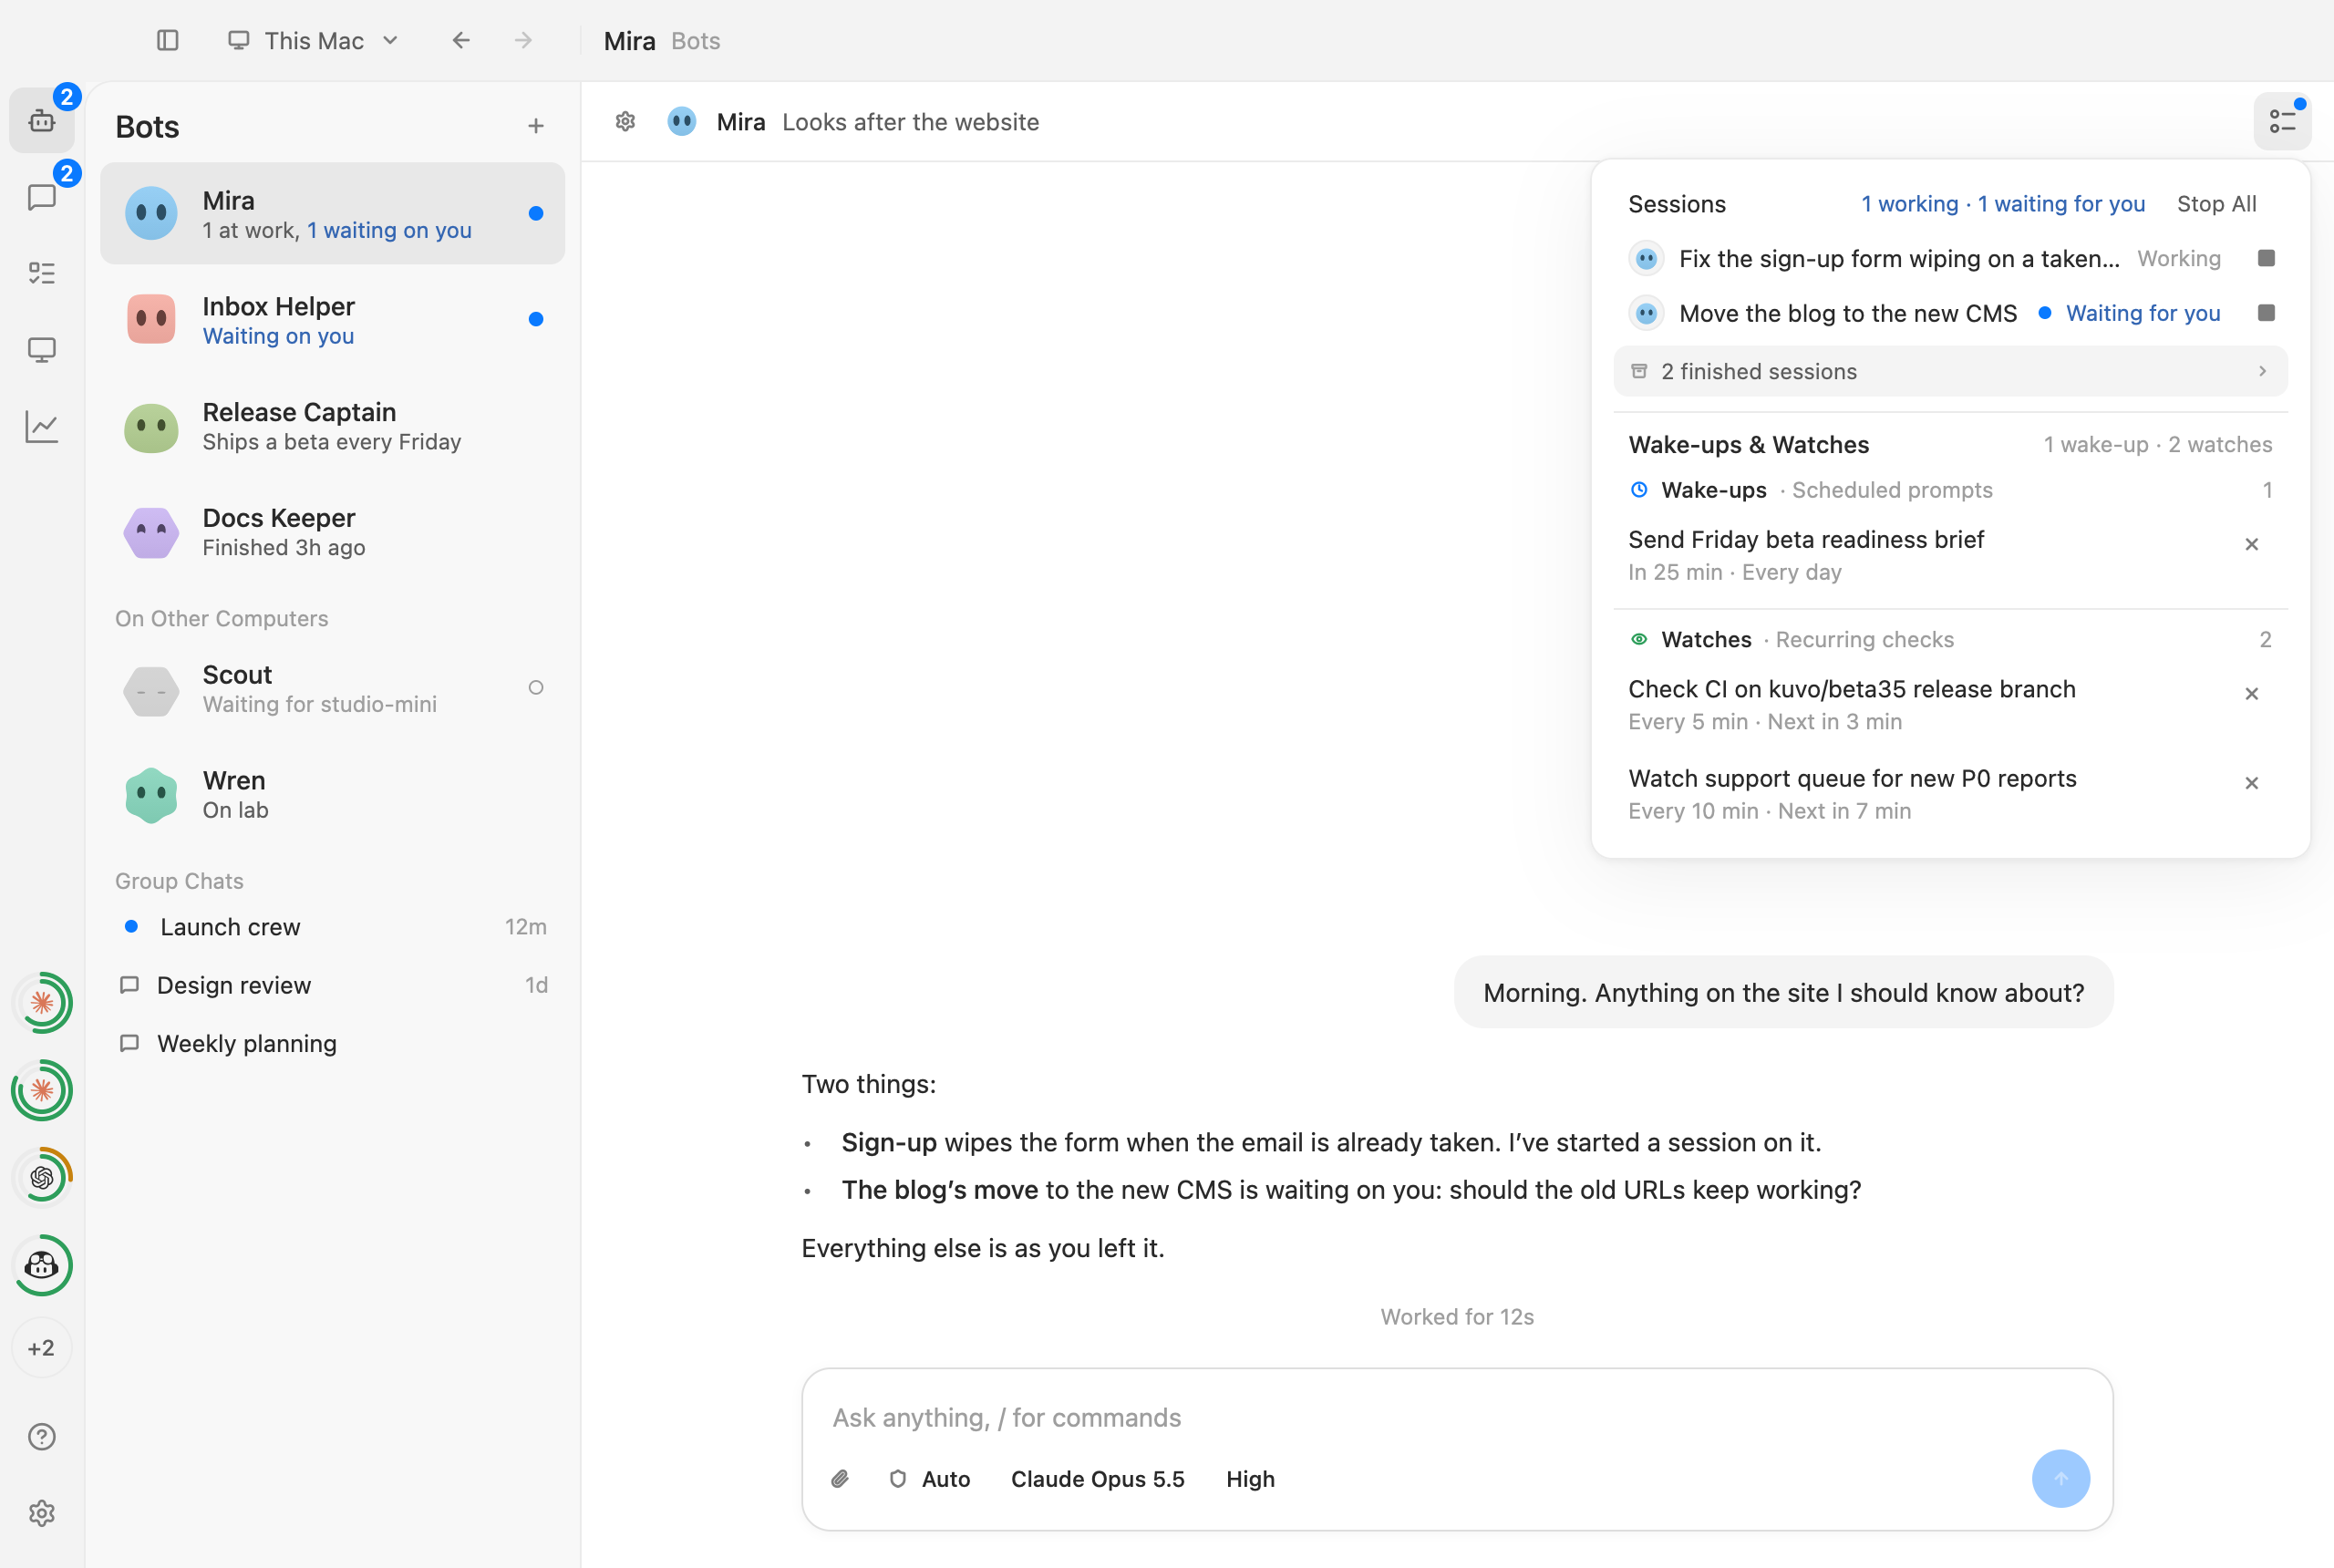 This Mac
Mira Bots
2
2
Bots
Mira
1 at work, 1 waiting on you
Inbox Helper
Waiting on you
Release Captain
Ships a beta every Friday
Docs Keeper
Finished 3h ago
On Other Computers
Scout
Waiting for studio-mini
Wren
On lab
Group Chats
Launch crew 12m
Design review 1d
Weekly planning
+2
Mira Looks after the website
Sessions 1 working · 1 waiting for you Stop All
Fix the sign-up form wiping on a taken... Working
Move the blog to the new CMS Waiting for you
2 finished sessions
Wake-ups & Watches 1 wake-up · 2 watches
Wake-ups · Scheduled prompts 1
Send Friday beta readiness brief
In 25 min · Every day
Watches · Recurring checks 2
Check CI on kuvo/beta35 release branch
Every 5 min · Next in 3 min
Watch support queue for new P0 reports
Every 10 min · Next in 7 min
Morning. Anything on the site I should know about?
Two things:
• Sign-up wipes the form when the email is already taken. I’ve started a session on it.
• The blog’s move to the new CMS is waiting on you: should the old URLs keep working?
Everything else is as you left it.
Worked for 12s
Ask anything, / for commands
Auto Claude Opus 5.5 High